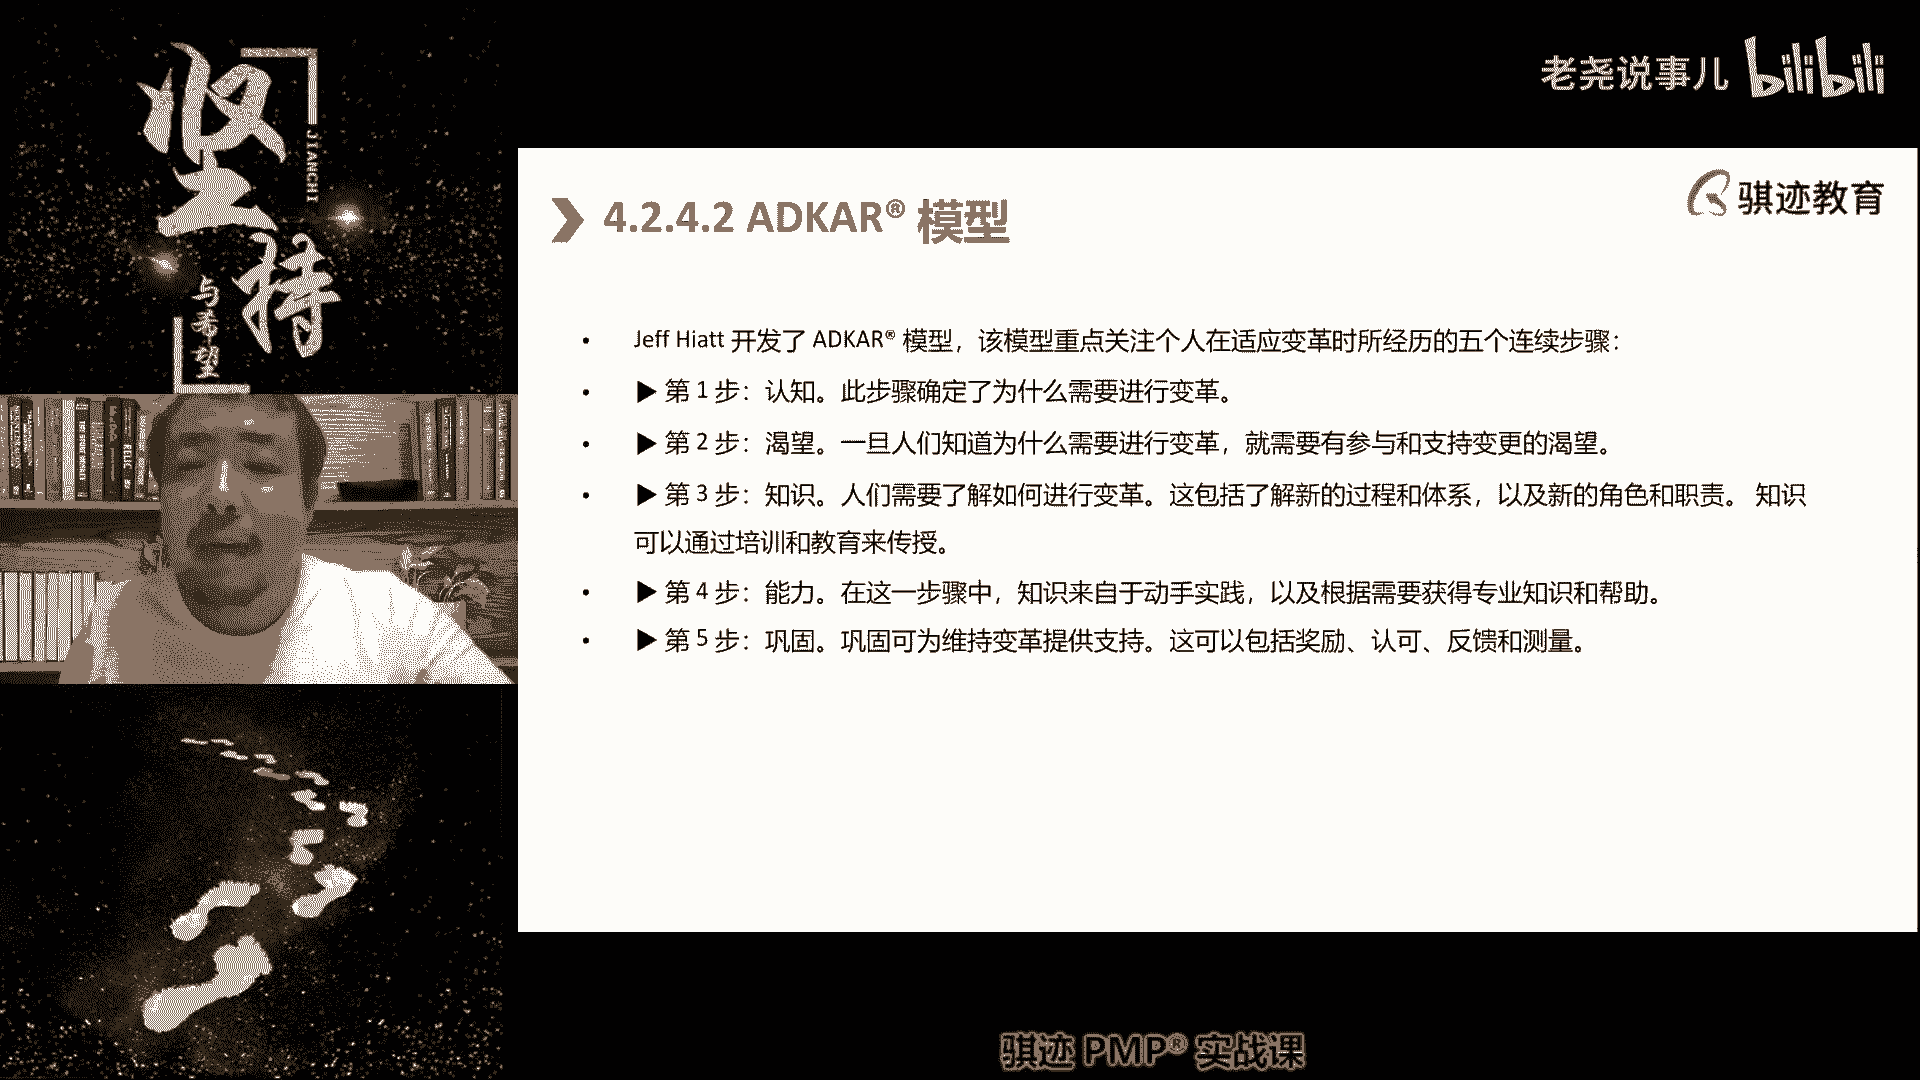 坚持
JIANCHI
与希望
老尧说事儿 bilibili
骐迹教育
4.2.4.2 ADKAR® 模型
• Jeff Hiatt 开发了 ADKAR® 模型，该模型重点关注个人在适应变革时所经历的五个连续步骤：
• ▶ 第 1 步：认知。此步骤确定了为什么需要进行变革。
• ▶ 第 2 步：渴望。一旦人们知道为什么需要进行变革，就需要有参与和支持变更的渴望。
• ▶ 第 3 步：知识。人们需要了解如何进行变革。这包括了解新的过程和体系，以及新的角色和职责。 知识
可以通过培训和教育来传授。
• ▶ 第 4 步：能力。在这一步骤中，知识来自于动手实践，以及根据需要获得专业知识和帮助。
• ▶ 第 5 步：巩固。巩固可为维持变革提供支持。这可以包括奖励、认可、反馈和测量。
骐迹 PMP® 实战课